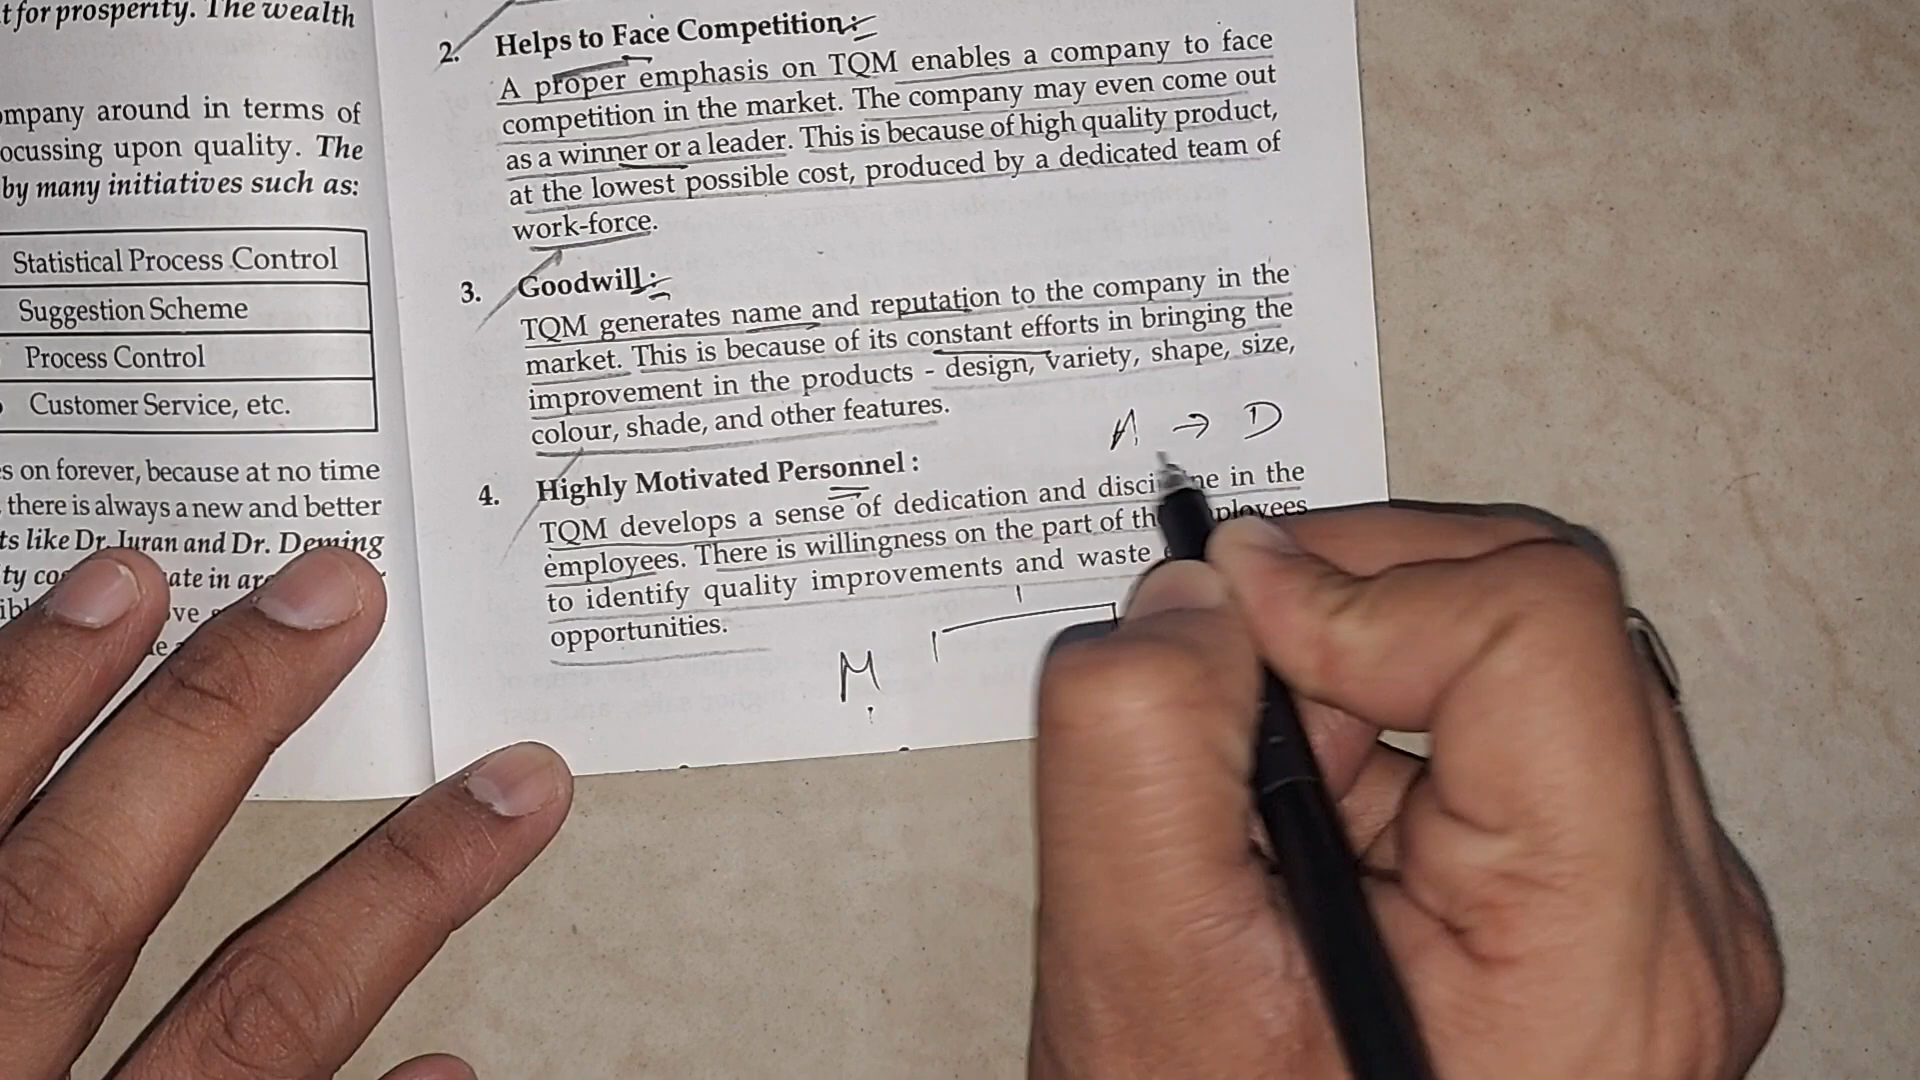 t for prosperity. The wealth
ompany around in terms of
ocussing upon quality. The
by many initiatives such as:
Statistical Process Control
Suggestion Scheme
Process Control
Customer Service, etc.
s on forever, because at no time
there is always a new and better
ts like Dr. Juran and Dr. Deming
ty ate in
2. Helps to Face Competition:
A proper emphasis on TQM enables a company to face
competition in the market. The company may even come out
as a winner or a leader. This is because of high quality product,
at the lowest possible cost, produced by a dedicated team of
work-force.
3. Goodwill:
TQM generates name and reputation to the company in the
market. This is because of its constant efforts in bringing the
improvement in the products - design, variety, shape, size,
colour, shade, and other features.
A → D
4. Highly Motivated Personnel :
TQM develops a sense of dedication and disci ne in the
employees. There is willingness on the part of th ployees
to identify quality improvements and waste
opportunities.
M